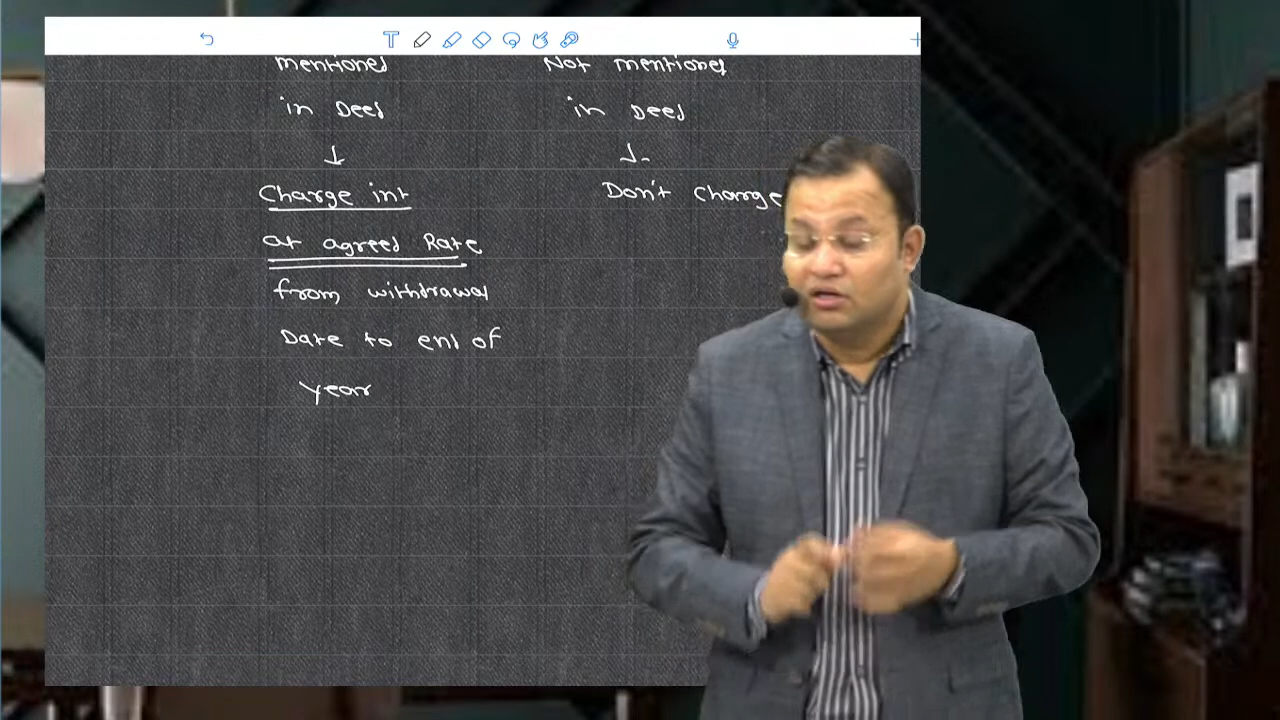 mentioned
in Deed
↓
Charge int
at agreed Rate
from withdrawal
Date to end of
year
Not mentioned
in Deed
↓
Don't charge